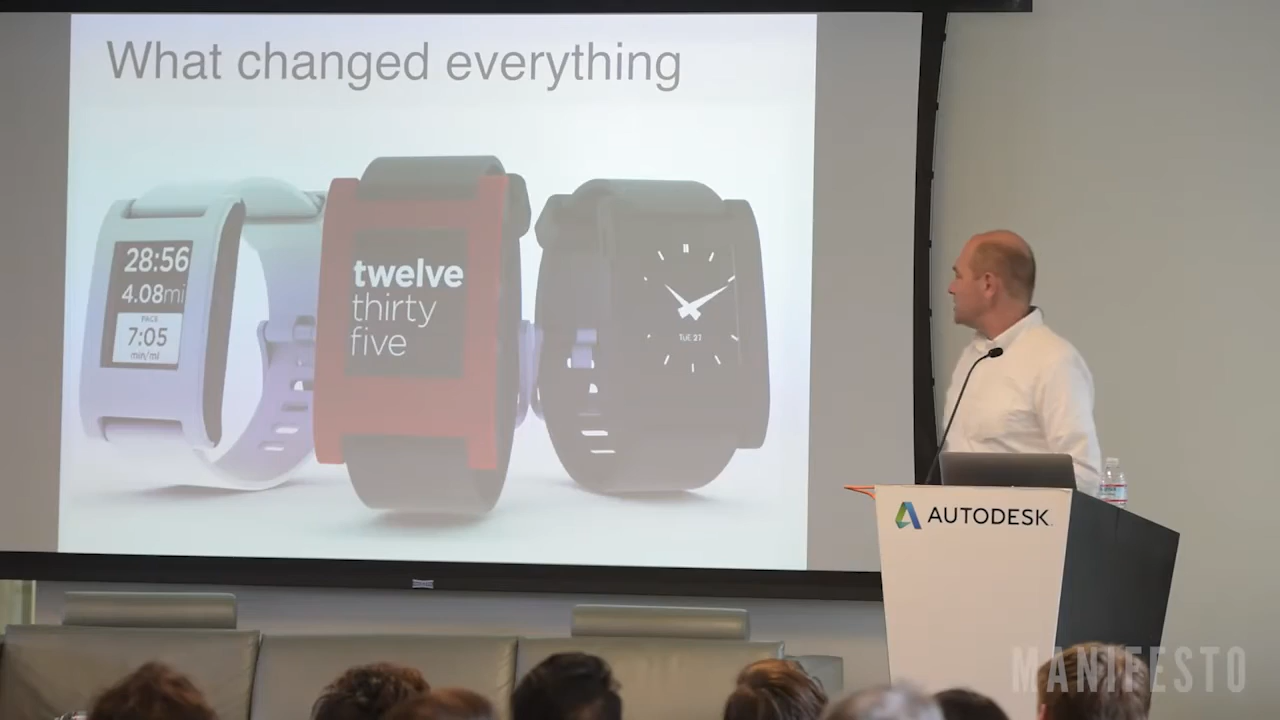 What changed everything
28:56
4.08mi
PACE
7:05
min/mi
twelve
thirty
five
TUE 27
AUTODESK.
MANIFESTO